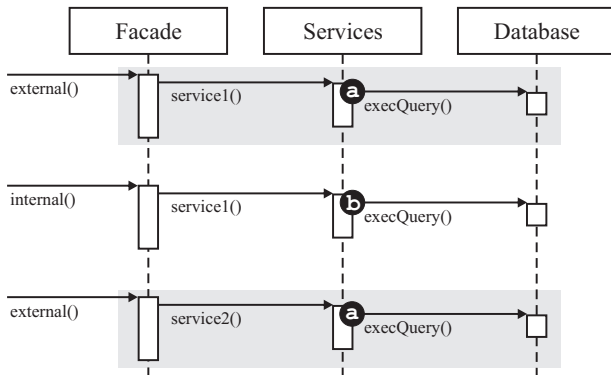 Facade Services Database
external() service1() a execQuery()
internal() service1() b execQuery()
external() service2() a execQuery()